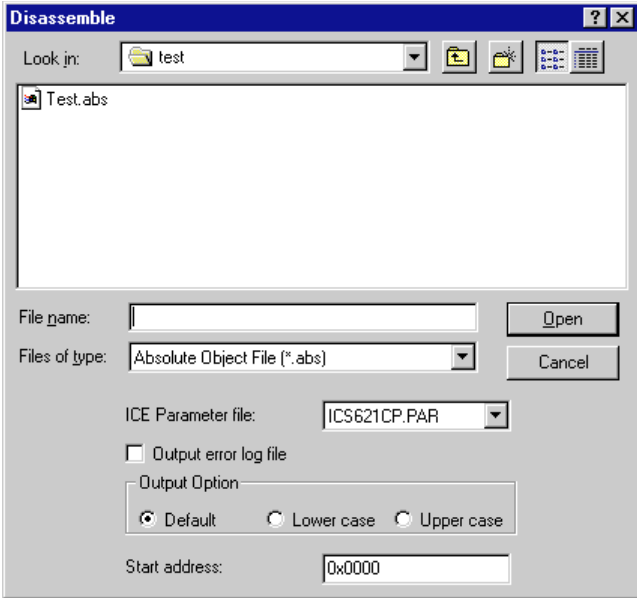 Disassemble
Look in: test
Test.abs
File name:
Open
Files of type: Absolute Object File (*.abs)
Cancel
ICE Parameter file: ICS621CP.PAR
Output error log file
Output Option
Default Lower case Upper case
Start address: 0x0000